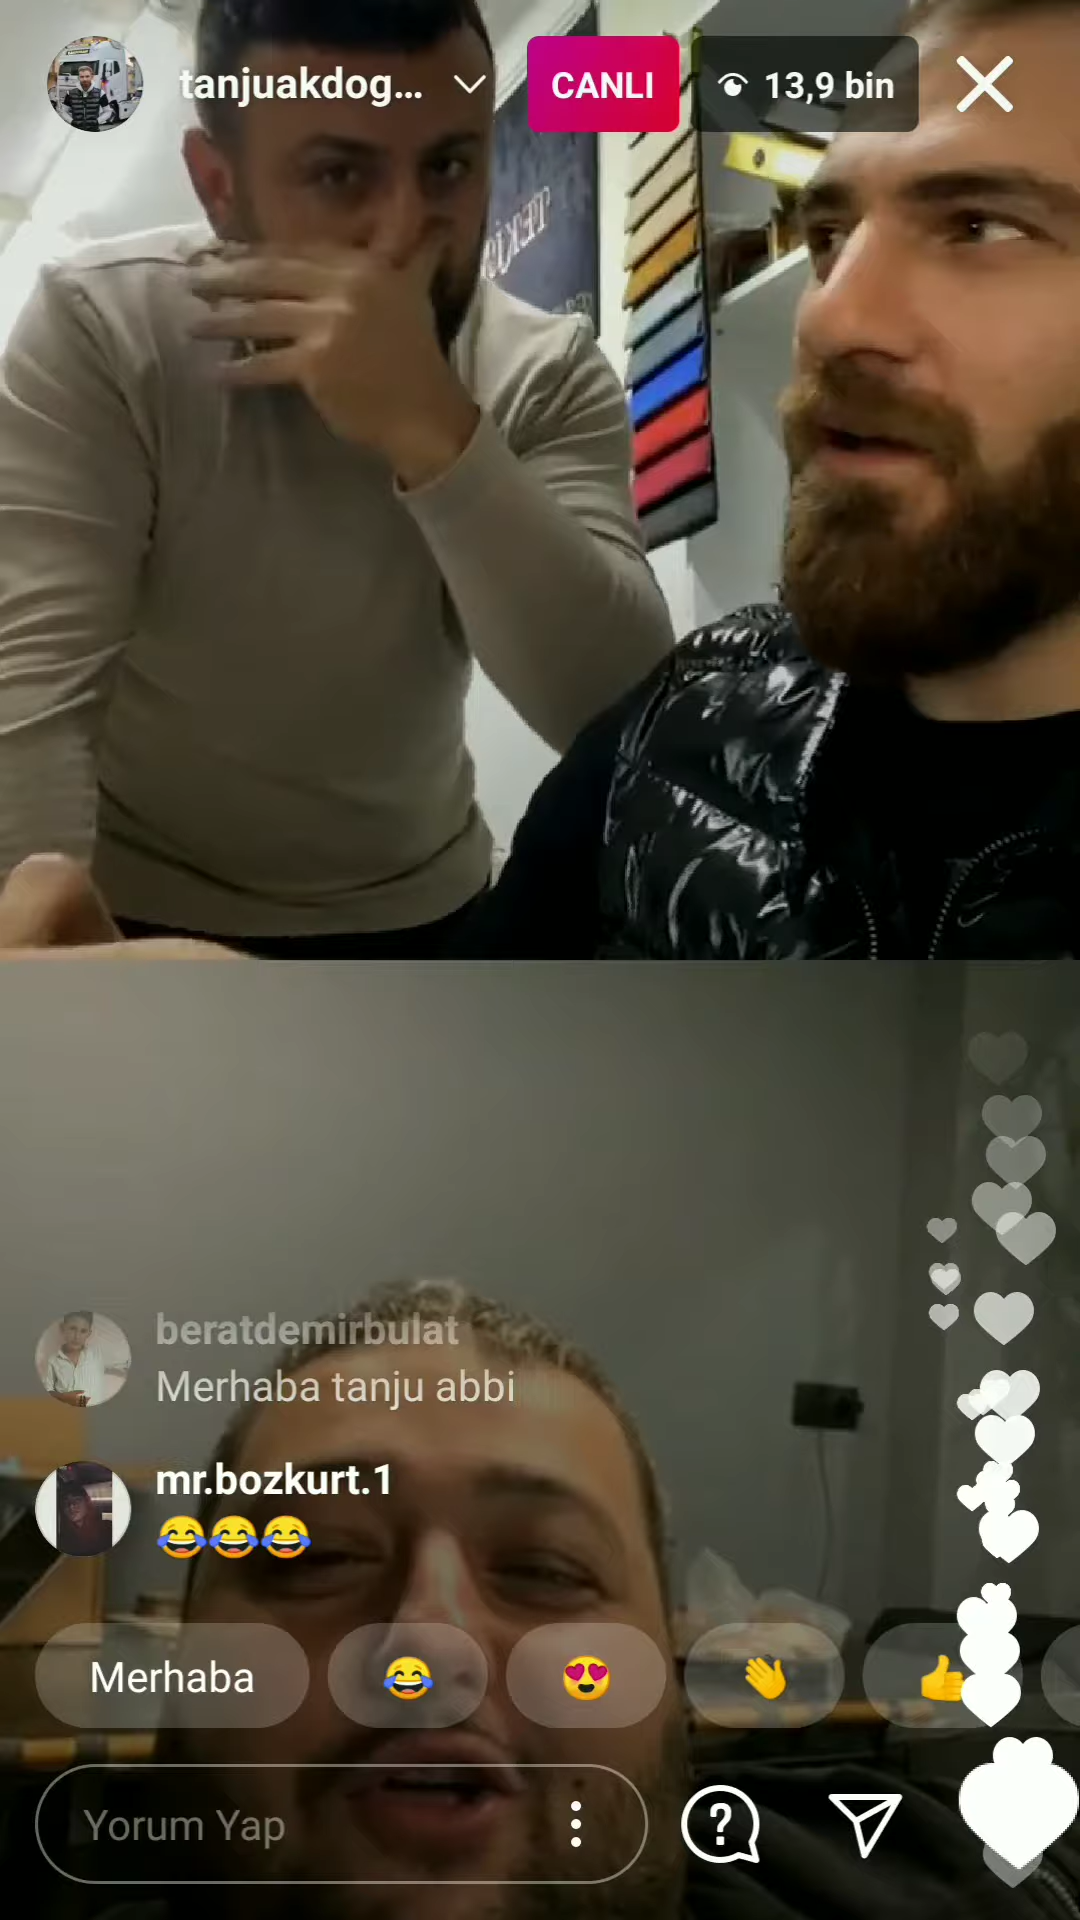 tanjuakdog...
CANLI
13,9 bin
beratdemirbulat
Merhaba tanju abbi
mr.bozkurt.1
😂😂😂
Merhaba
😂 😍 👋 👍
Yorum Yap